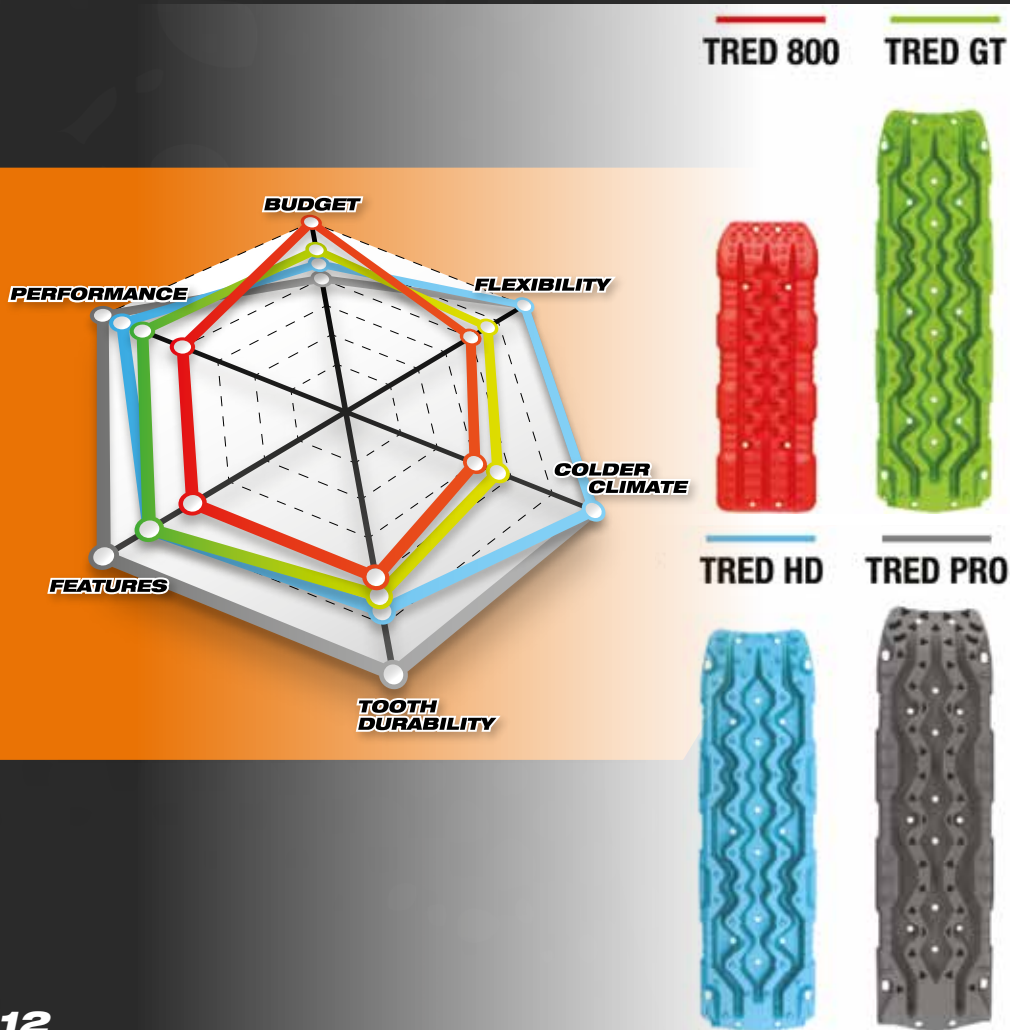 TRED 800
TRED GT
BUDGET
PERFORMANCE
FLEXIBILITY
COLDER
CLIMATE
FEATURES
TOOTH
DURABILITY
TRED HD
TRED PRO
12